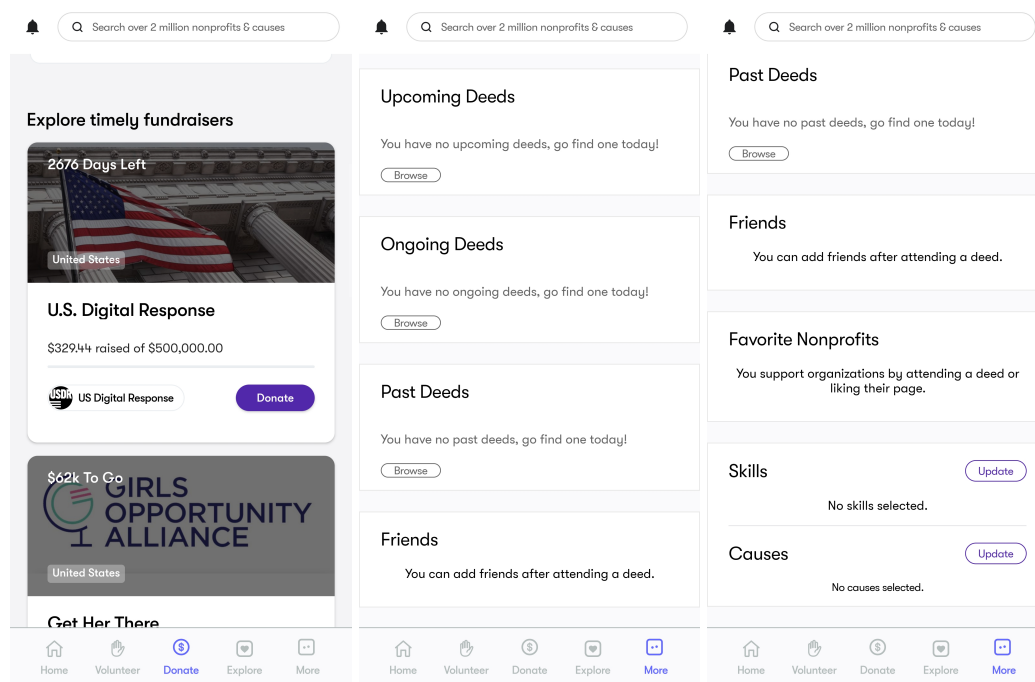 Search over 2 million nonprofits & causes
Explore timely fundraisers
2676 Days Left
United States
U.S. Digital Response
$329.44 raised of $500,000.00
USDR
US Digital Response
Donate
$62k To Go
GIRLS
OPPORTUNITY
ALLIANCE
United States
Get Her There
Home
Volunteer
Donate
Explore
More
Search over 2 million nonprofits & causes
Upcoming Deeds
You have no upcoming deeds, go find one today!
Browse
Ongoing Deeds
You have no ongoing deeds, go find one today!
Browse
Past Deeds
You have no past deeds, go find one today!
Browse
Friends
You can add friends after attending a deed.
Home
Volunteer
Donate
Explore
More
Search over 2 million nonprofits & causes
Past Deeds
You have no past deeds, go find one today!
Browse
Friends
You can add friends after attending a deed.
Favorite Nonprofits
You support organizations by attending a deed or
liking their page.
Skills
Update
No skills selected.
Causes
Update
No causes selected.
Home
Volunteer
Donate
Explore
More